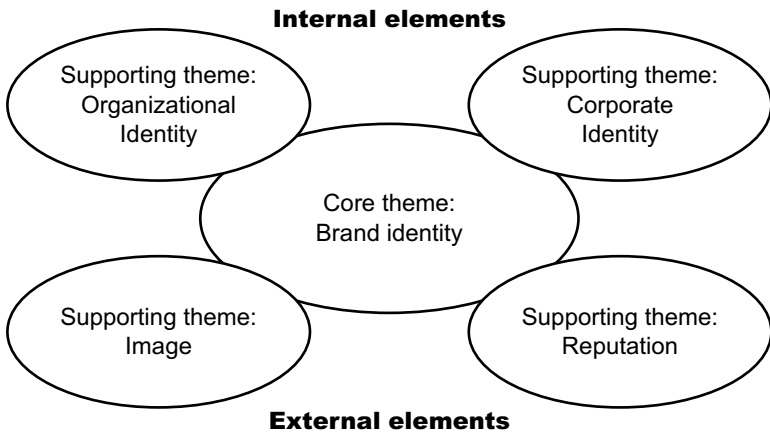 Internal elements
Supporting theme:
Organizational
Identity
Supporting theme:
Corporate
Identity
Core theme:
Brand identity
Supporting theme:
Image
Supporting theme:
Reputation
External elements